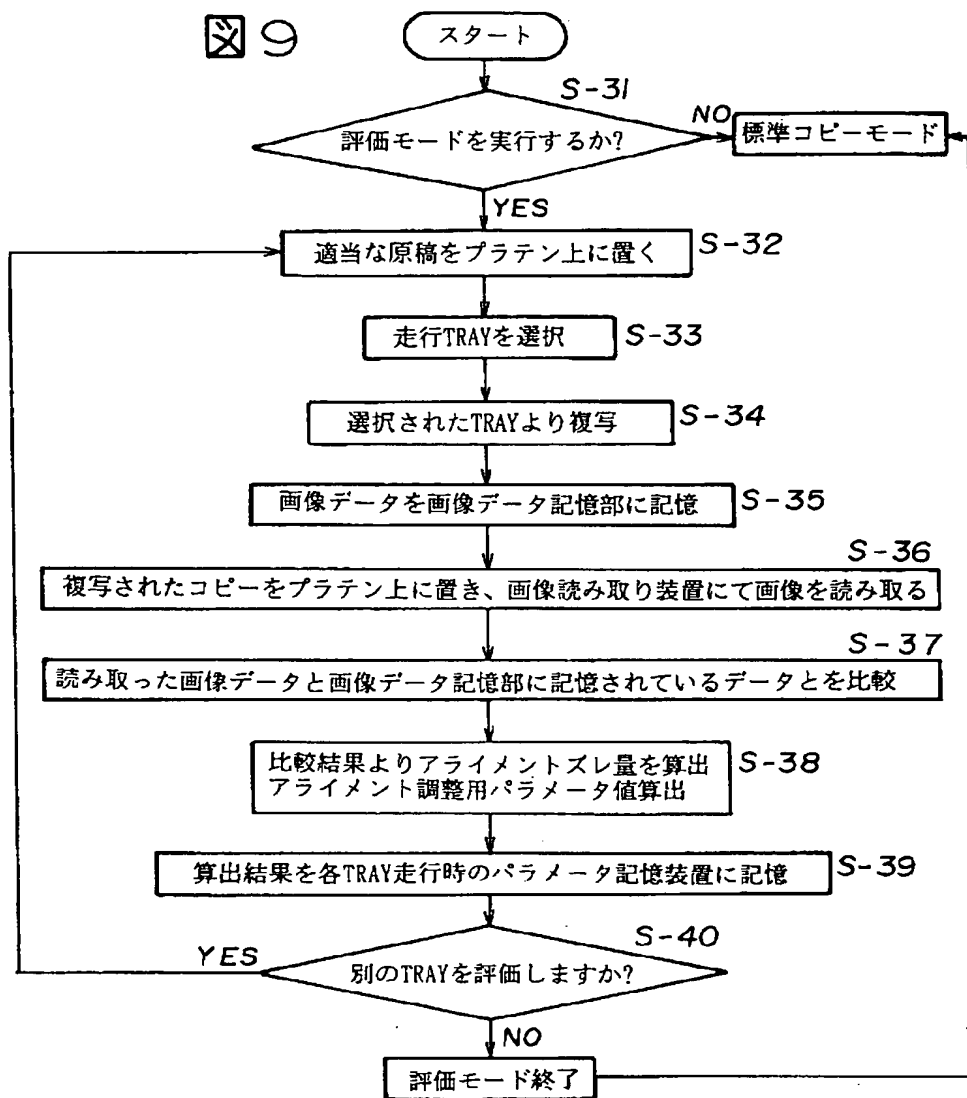 図9
スタート
S-31
評価モードを実行するか?
NO
標準コピーモード
YES
適当な原稿をプラテン上に置く
S-32
走行TRAYを選択
S-33
選択されたTRAYより複写
S-34
画像データを画像データ記憶部に記憶
S-35
S-36
複写されたコピーをプラテン上に置き、画像読み取り装置にて画像を読み取る
S-37
読み取った画像データと画像データ記憶部に記憶されているデータとを比較
比較結果よりアライメントズレ量を算出
アライメント調整用パラメータ値算出
S-38
算出結果を各TRAY走行時のパラメータ記憶装置に記憶
S-39
S-40
YES
別のTRAYを評価しますか?
NO
評価モード終了